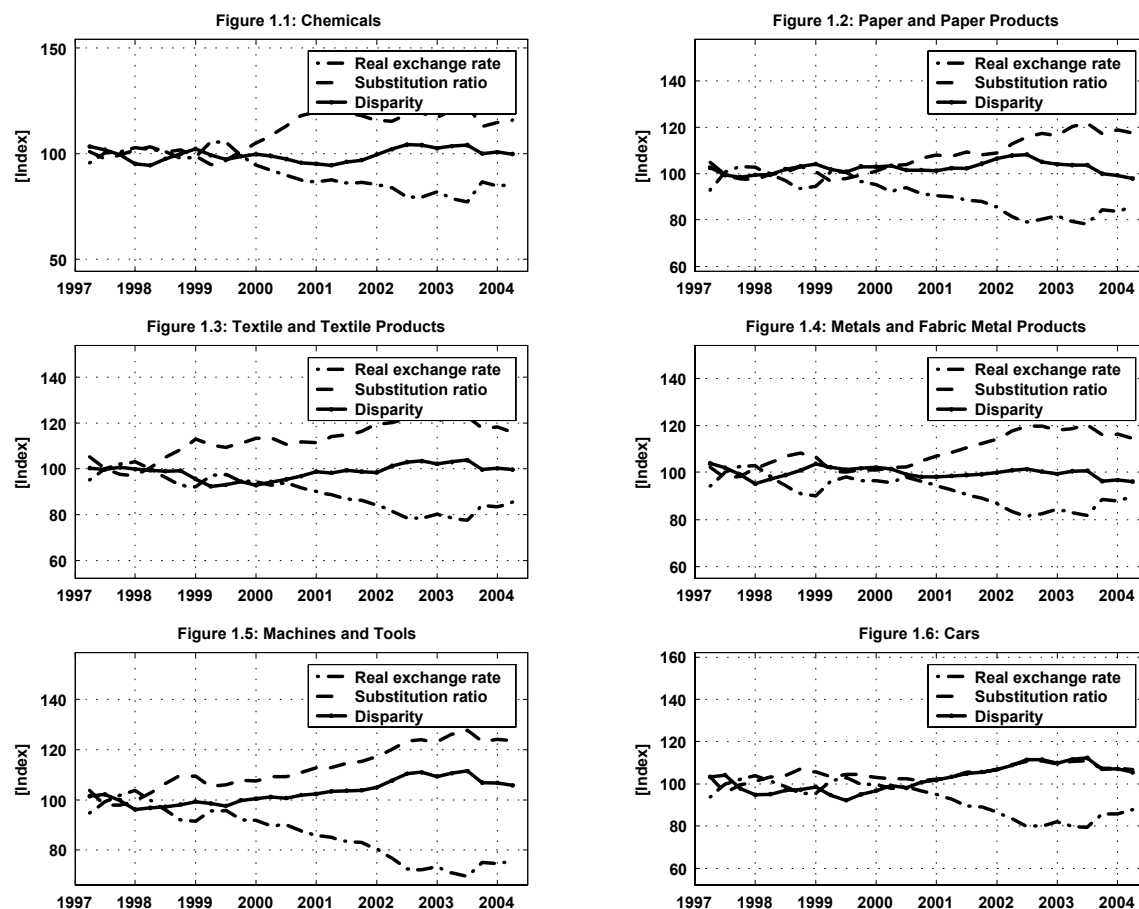 Figure 1.1: Chemicals
[Index]
150
100
50
1997 1998 1999 2000 2001 2002 2003 2004
Real exchange rate
Substitution ratio
Disparity
Figure 1.2: Paper and Paper Products
[Index]
140
120
100
80
60
1997 1998 1999 2000 2001 2002 2003 2004
Real exchange rate
Substitution ratio
Disparity
Figure 1.3: Textile and Textile Products
[Index]
140
120
100
80
60
1997 1998 1999 2000 2001 2002 2003 2004
Real exchange rate
Substitution ratio
Disparity
Figure 1.4: Metals and Fabric Metal Products
[Index]
140
120
100
80
60
1997 1998 1999 2000 2001 2002 2003 2004
Real exchange rate
Substitution ratio
Disparity
Figure 1.5: Machines and Tools
[Index]
140
120
100
80
1997 1998 1999 2000 2001 2002 2003 2004
Real exchange rate
Substitution ratio
Disparity
Figure 1.6: Cars
[Index]
160
140
120
100
80
60
1997 1998 1999 2000 2001 2002 2003 2004
Real exchange rate
Substitution ratio
Disparity